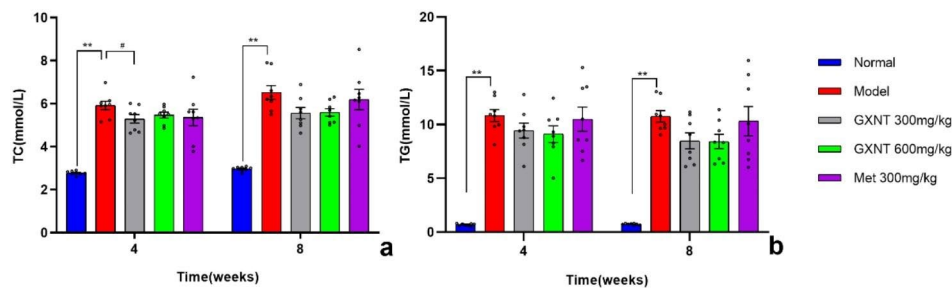 10
8
6
4
2
0
TC(mmol/L)
**
#
**
4
8
Time(weeks)
a
20
15
10
5
0
TG(mmol/L)
**
**
4
8
Time(weeks)
b
Normal
Model
GXNT 300mg/kg
GXNT 600mg/kg
Met 300mg/kg